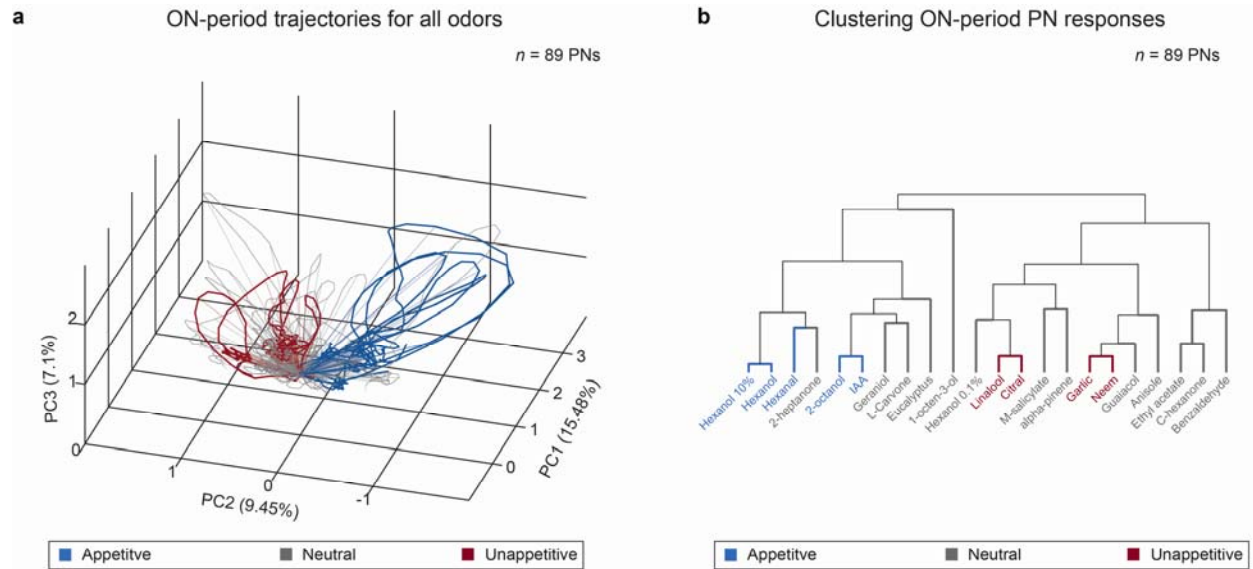 a
ON-period trajectories for all odors
n = 89 PNs
2
1
0
PC3 (7.1%)
1
0
-1
PC2 (9.45%)
3
2
1
0
PC1 (15.48%)
Appetitve
Neutral
Unappetitive
b
Clustering ON-period PN responses
n = 89 PNs
Hexanol 10%
Hexanol
Hexanal
2-heptanone
2-octanol
IAA
Geraniol
L-Carvone
Eucalyptus
1-octen-3-ol
Hexanol 0.1%
Linalool
Citral
M-salicylate
alpha-pinene
Garlic
Neem
Guaiacol
Anisole
Ethyl acetate
C-hexanone
Benzaldehyde
Appetitve
Neutral
Unappetitive